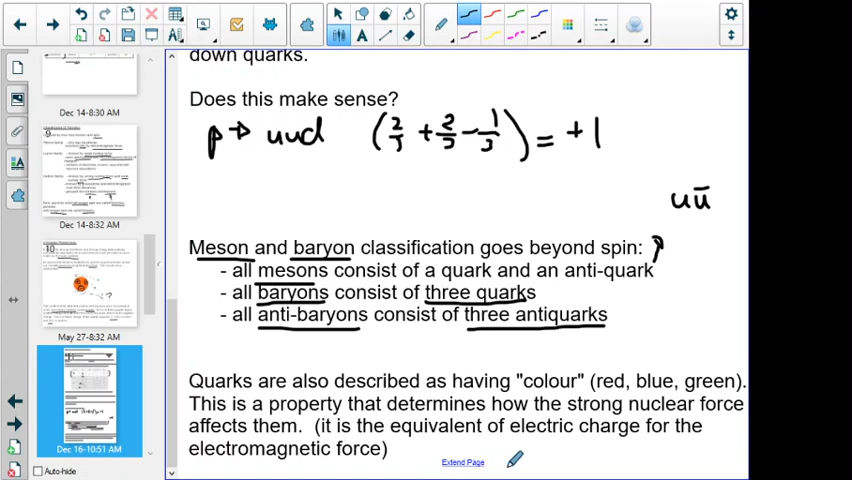 down quarks.
Does this make sense?
p → uud (2/3 + 2/3 - 1/3) = +1
uū
Meson and baryon classification goes beyond spin:
- all mesons consist of a quark and an anti-quark
- all baryons consist of three quarks
- all anti-baryons consist of three antiquarks
Quarks are also described as having "colour" (red, blue, green).
This is a property that determines how the strong nuclear force
affects them. (it is the equivalent of electric charge for the
electromagnetic force)
Extend Page
Dec 14-8:30 AM
9
Dec 14-8:32 AM
10
May 27-8:32 AM
11
Dec 16-10:51 AM
Auto-hide